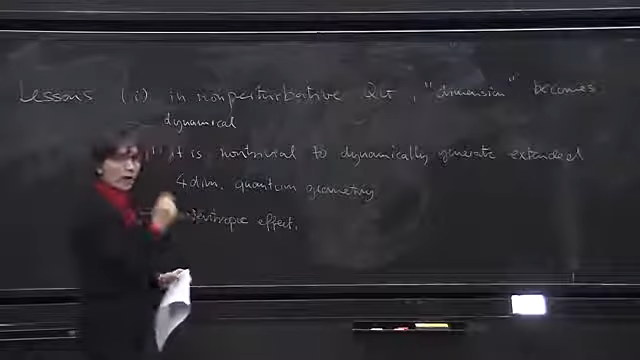 Lessons (i) in nonperturbative QG, "dimension" becomes
dynamical
it is nontrivial to dynamically generate extended
4 dim. quantum geometry
entropic effect.